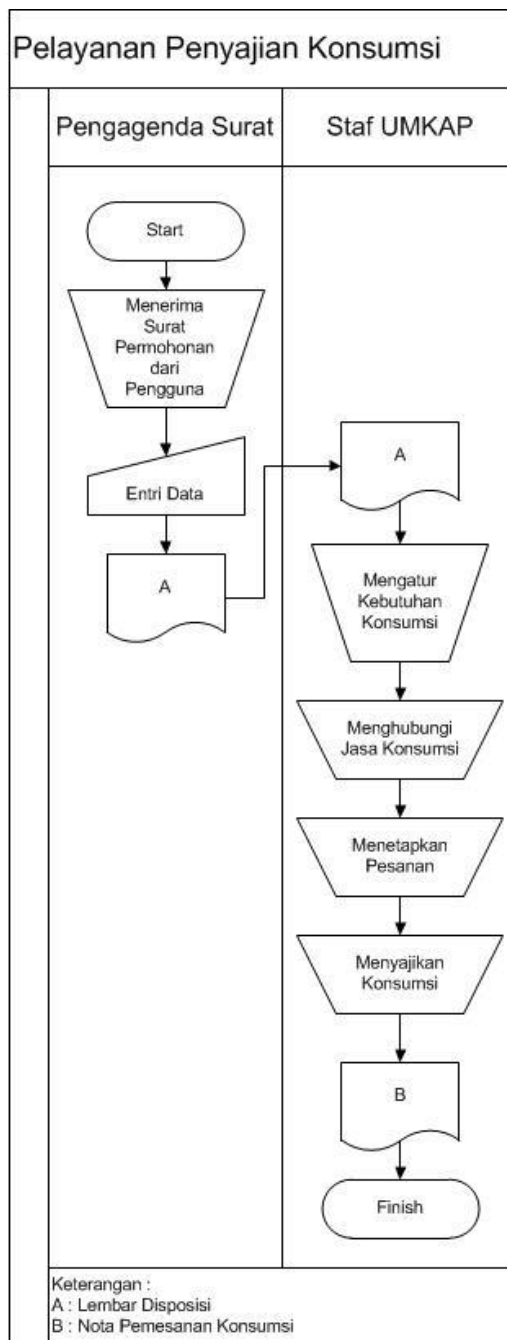 Pelayanan Penyajian Konsumsi
Pengagenda Surat
Staf UMKAP
Start
Menerima
Surat
Permohonan
dari
Pengguna
Entri Data
A
A
Mengatur
Kebutuhan
Konsumsi
Menghubungi
Jasa Konsumsi
Menetapkan
Pesanan
Menyajikan
Konsumsi
B
Finish
Keterangan :
A : Lembar Disposisi
B : Nota Pemesanan Konsumsi